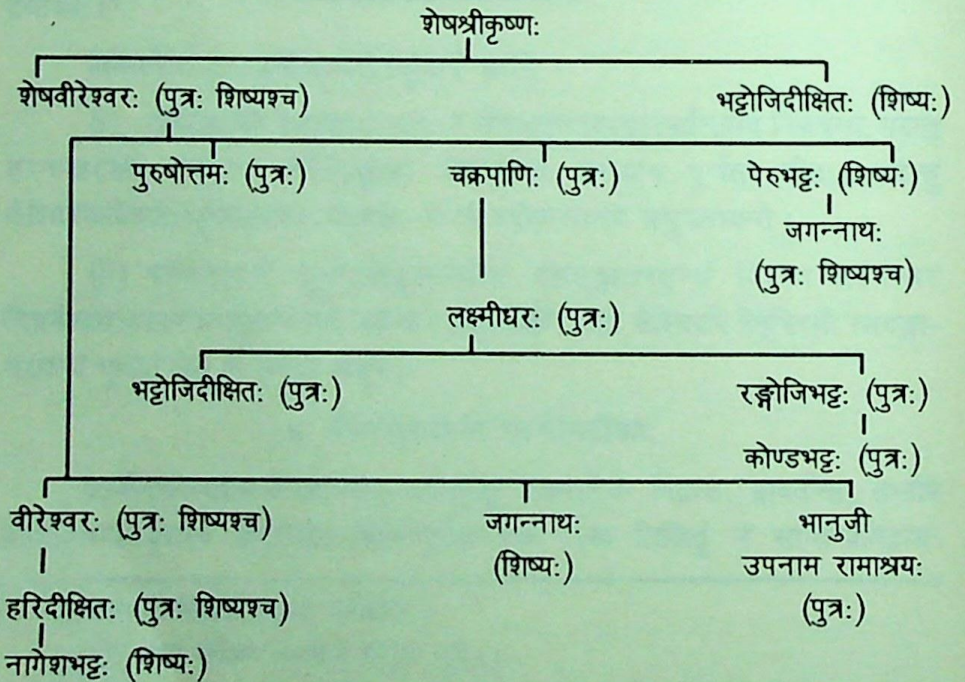 शेषश्रीकृष्णः
शेषवीरेश्वरः (पुत्रः शिष्यश्च) भट्टोजिदीक्षितः (शिष्यः)
पुरुषोत्तमः (पुत्रः) चक्रपाणिः (पुत्रः) पेरुभट्टः (शिष्यः)
जगन्नाथः
(पुत्रः शिष्यश्च)
लक्ष्मीधरः (पुत्रः)
भट्टोजिदीक्षितः (पुत्रः) रङ्गोजिभट्टः (पुत्रः)
कोण्डभट्टः (पुत्रः)
वीरेश्वरः (पुत्रः शिष्यश्च) जगन्नाथः भानुजी
(शिष्यः) उपनाम रामाश्रयः
(पुत्रः)
हरिदीक्षितः (पुत्रः शिष्यश्च)
नागेशभट्टः (शिष्यः)